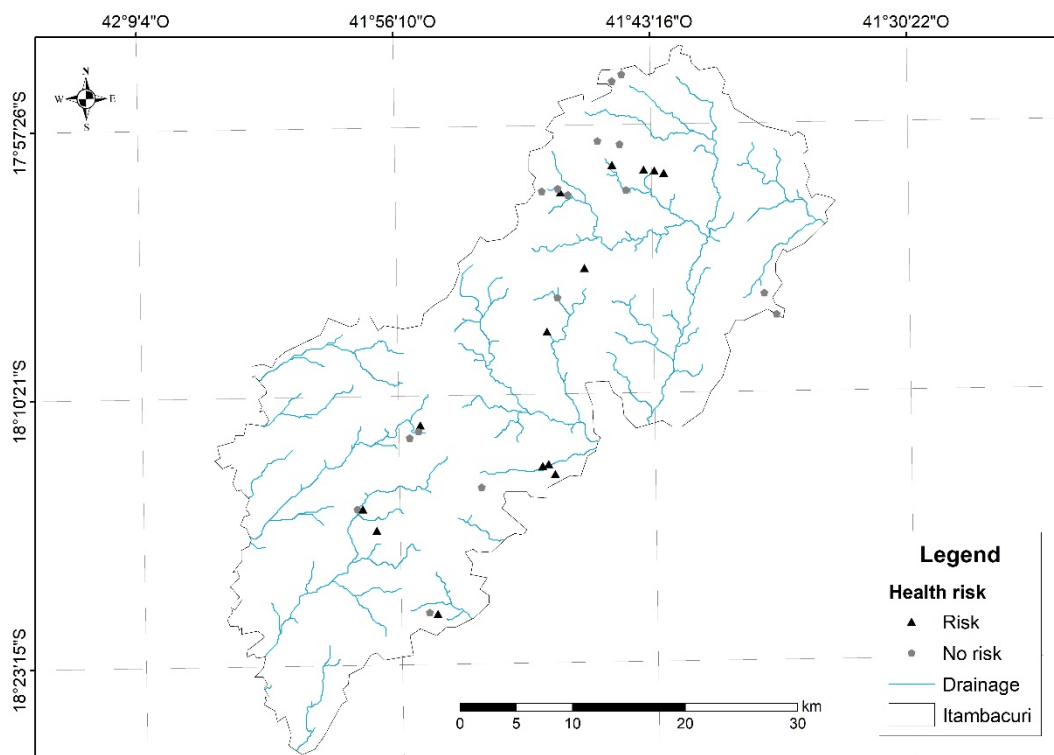 42°9'4"O 41°56'10"O 41°43'16"O 41°30'22"O
N
W E
S
17°57'26"S
18°10'21"S
18°23'15"S
Legend
Health risk
Risk
No risk
Drainage
Itambacuri
km
0 5 10 20 30